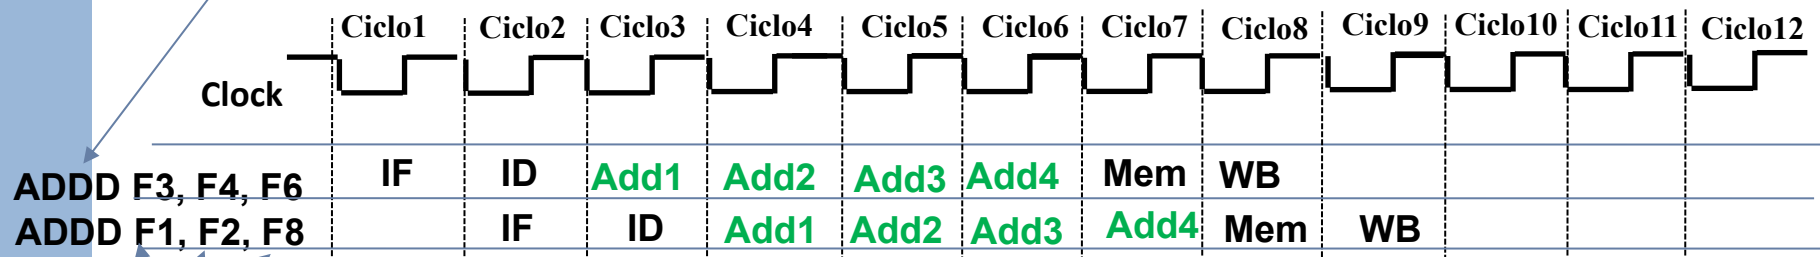 Ciclo1 Ciclo2 Ciclo3 Ciclo4 Ciclo5 Ciclo6 Ciclo7 Ciclo8 Ciclo9 Ciclo10 Ciclo11 Ciclo12
Clock
ADDD F3, F4, F6 IF ID Add1 Add2 Add3 Add4 Mem WB
ADDD F1, F2, F8 IF ID Add1 Add2 Add3 Add4 Mem WB